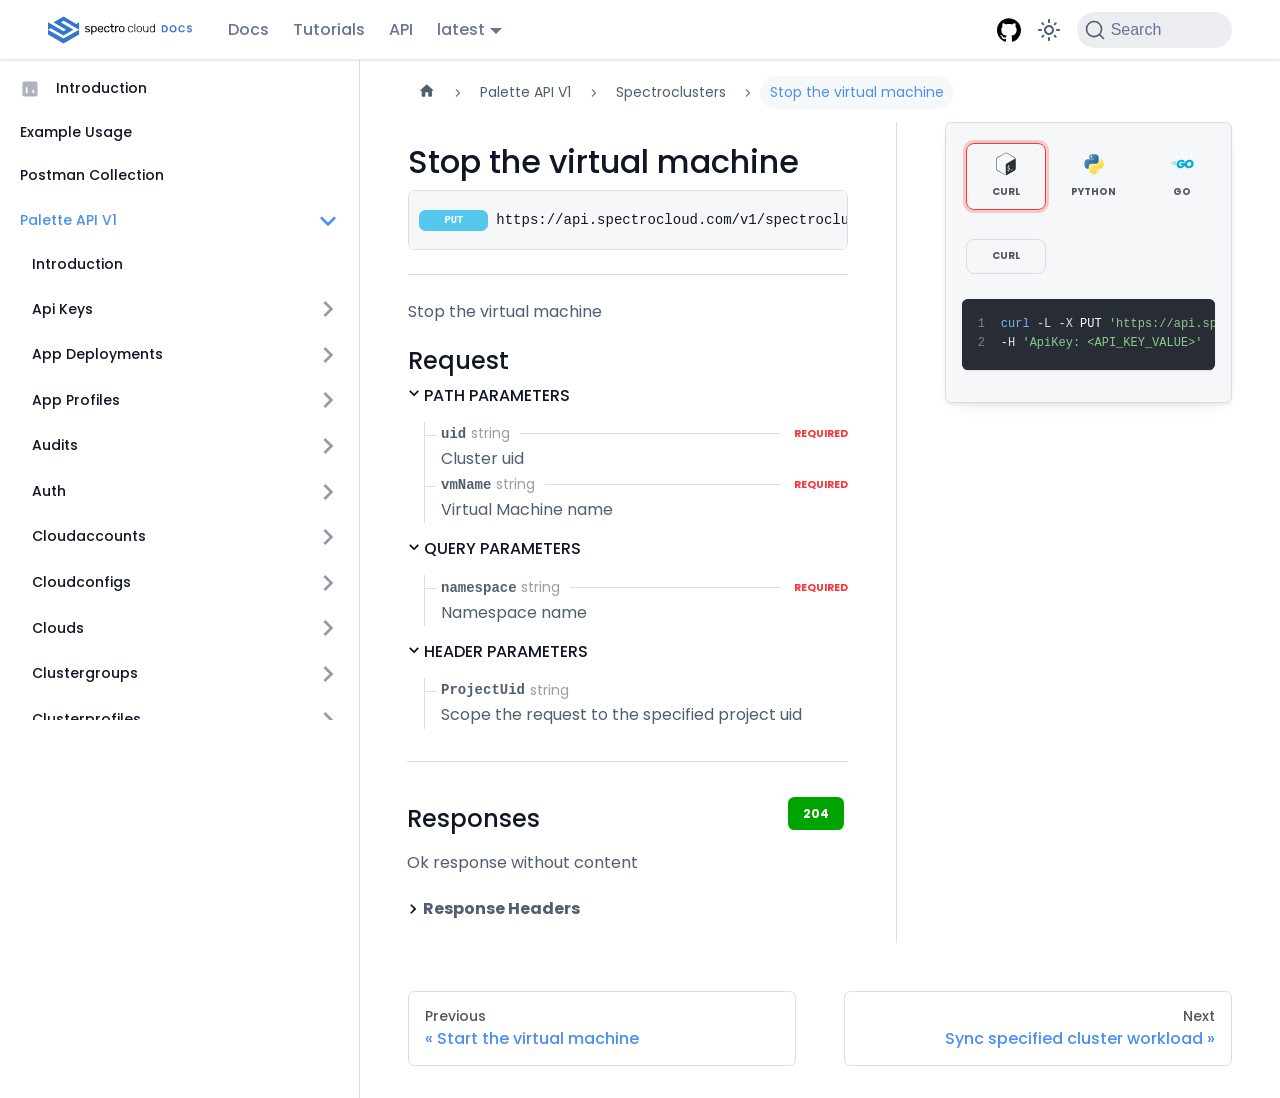 spectro cloud DOCS
Docs
Tutorials
API
latest
Search
Introduction
Example Usage
Postman Collection
Palette API V1
Introduction
Api Keys
App Deployments
App Profiles
Audits
Auth
Cloudaccounts
Cloudconfigs
Clouds
Clustergroups
Clusterprofiles
Palette API V1
Spectroclusters
Stop the virtual machine
Stop the virtual machine
PUT https://api.spectrocloud.com/v1/spectroclu
Stop the virtual machine
Request
PATH PARAMETERS
uid string REQUIRED
Cluster uid
vmName string REQUIRED
Virtual Machine name
QUERY PARAMETERS
namespace string REQUIRED
Namespace name
HEADER PARAMETERS
ProjectUid string
Scope the request to the specified project uid
Responses
204
Ok response without content
Response Headers
CURL
PYTHON
GO
CURL
1 curl -L -X PUT 'https://api.sp
2 -H 'ApiKey: <API_KEY_VALUE>'
Previous
« Start the virtual machine
Next
Sync specified cluster workload »